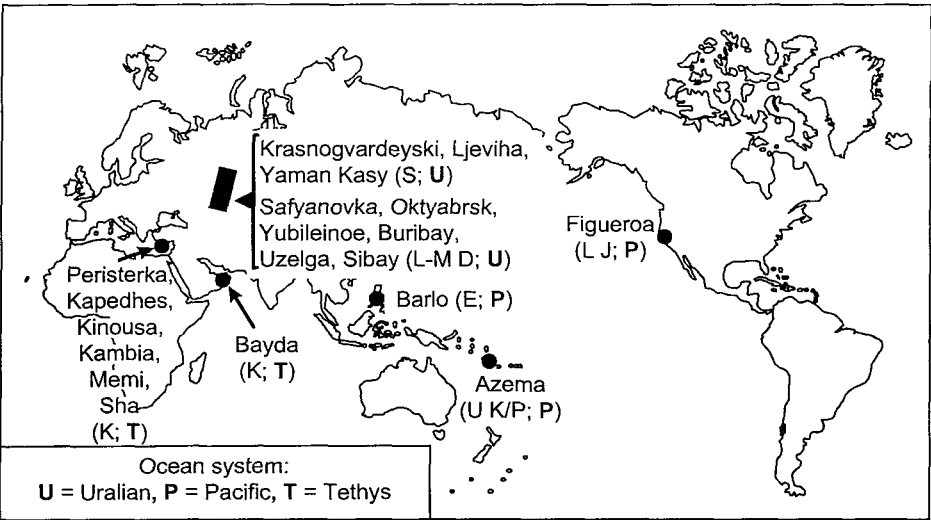 Krasnogvardeyski, Ljeviha,
Yaman Kasy (S; U)
Safyanovka, Oktyabrsk,
Yubileinoe, Buribay,
Uzelga, Sibay (L-M D; U)
Figueroa
(L J; P)
Peristerka,
Kapedhes,
Kinousa,
Kambia,
Memi,
Sha
(K; T)
Bayda
(K; T)
Barlo (E; P)
Azema
(U K/P; P)
Ocean system:
U = Uralian, P = Pacific, T = Tethys